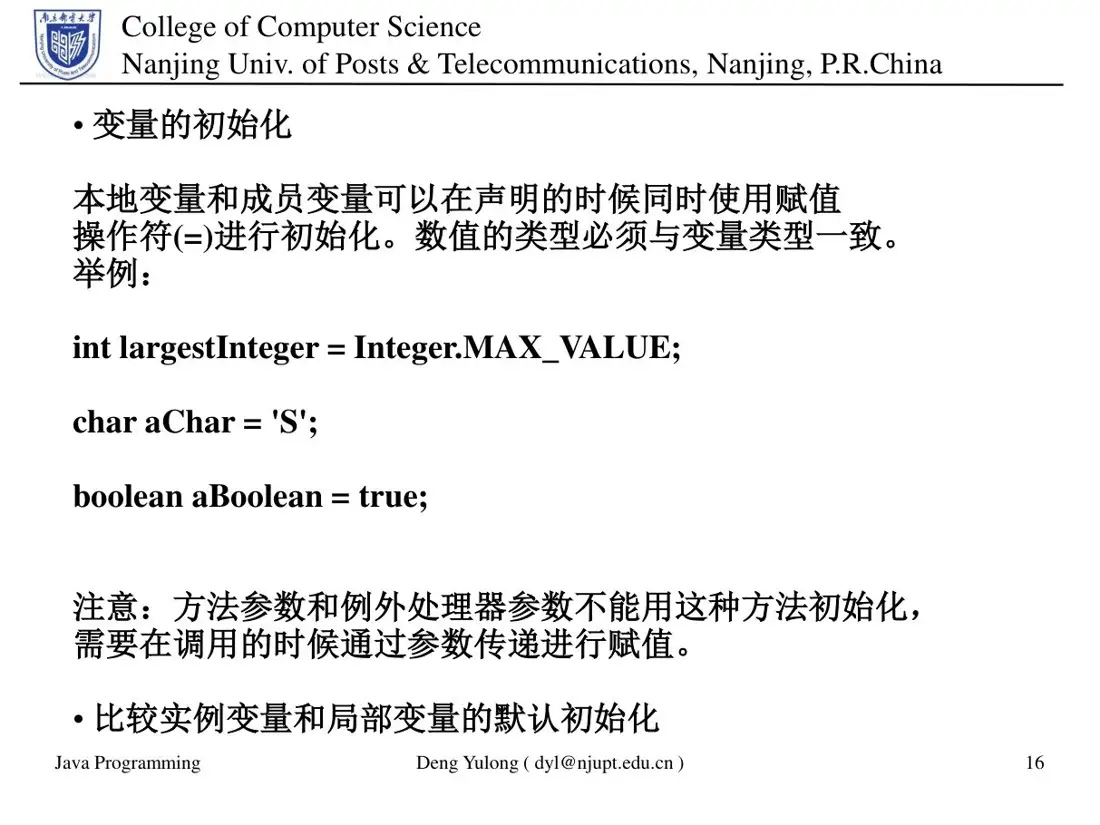 南京邮电大学
College of Computer Science
Nanjing Univ. of Posts & Telecommunications, Nanjing, P.R.China
• 变量的初始化
本地变量和成员变量可以在声明的时候同时使用赋值
操作符(=)进行初始化。数值的类型必须与变量类型一致。
举例：
int largestInteger = Integer.MAX_VALUE;
char aChar = 'S';
boolean aBoolean = true;
注意：方法参数和例外处理器参数不能用这种方法初始化，
需要在调用的时候通过参数传递进行赋值。
• 比较实例变量和局部变量的默认初始化
Java Programming
Deng Yulong ( dyl@njupt.edu.cn )
16